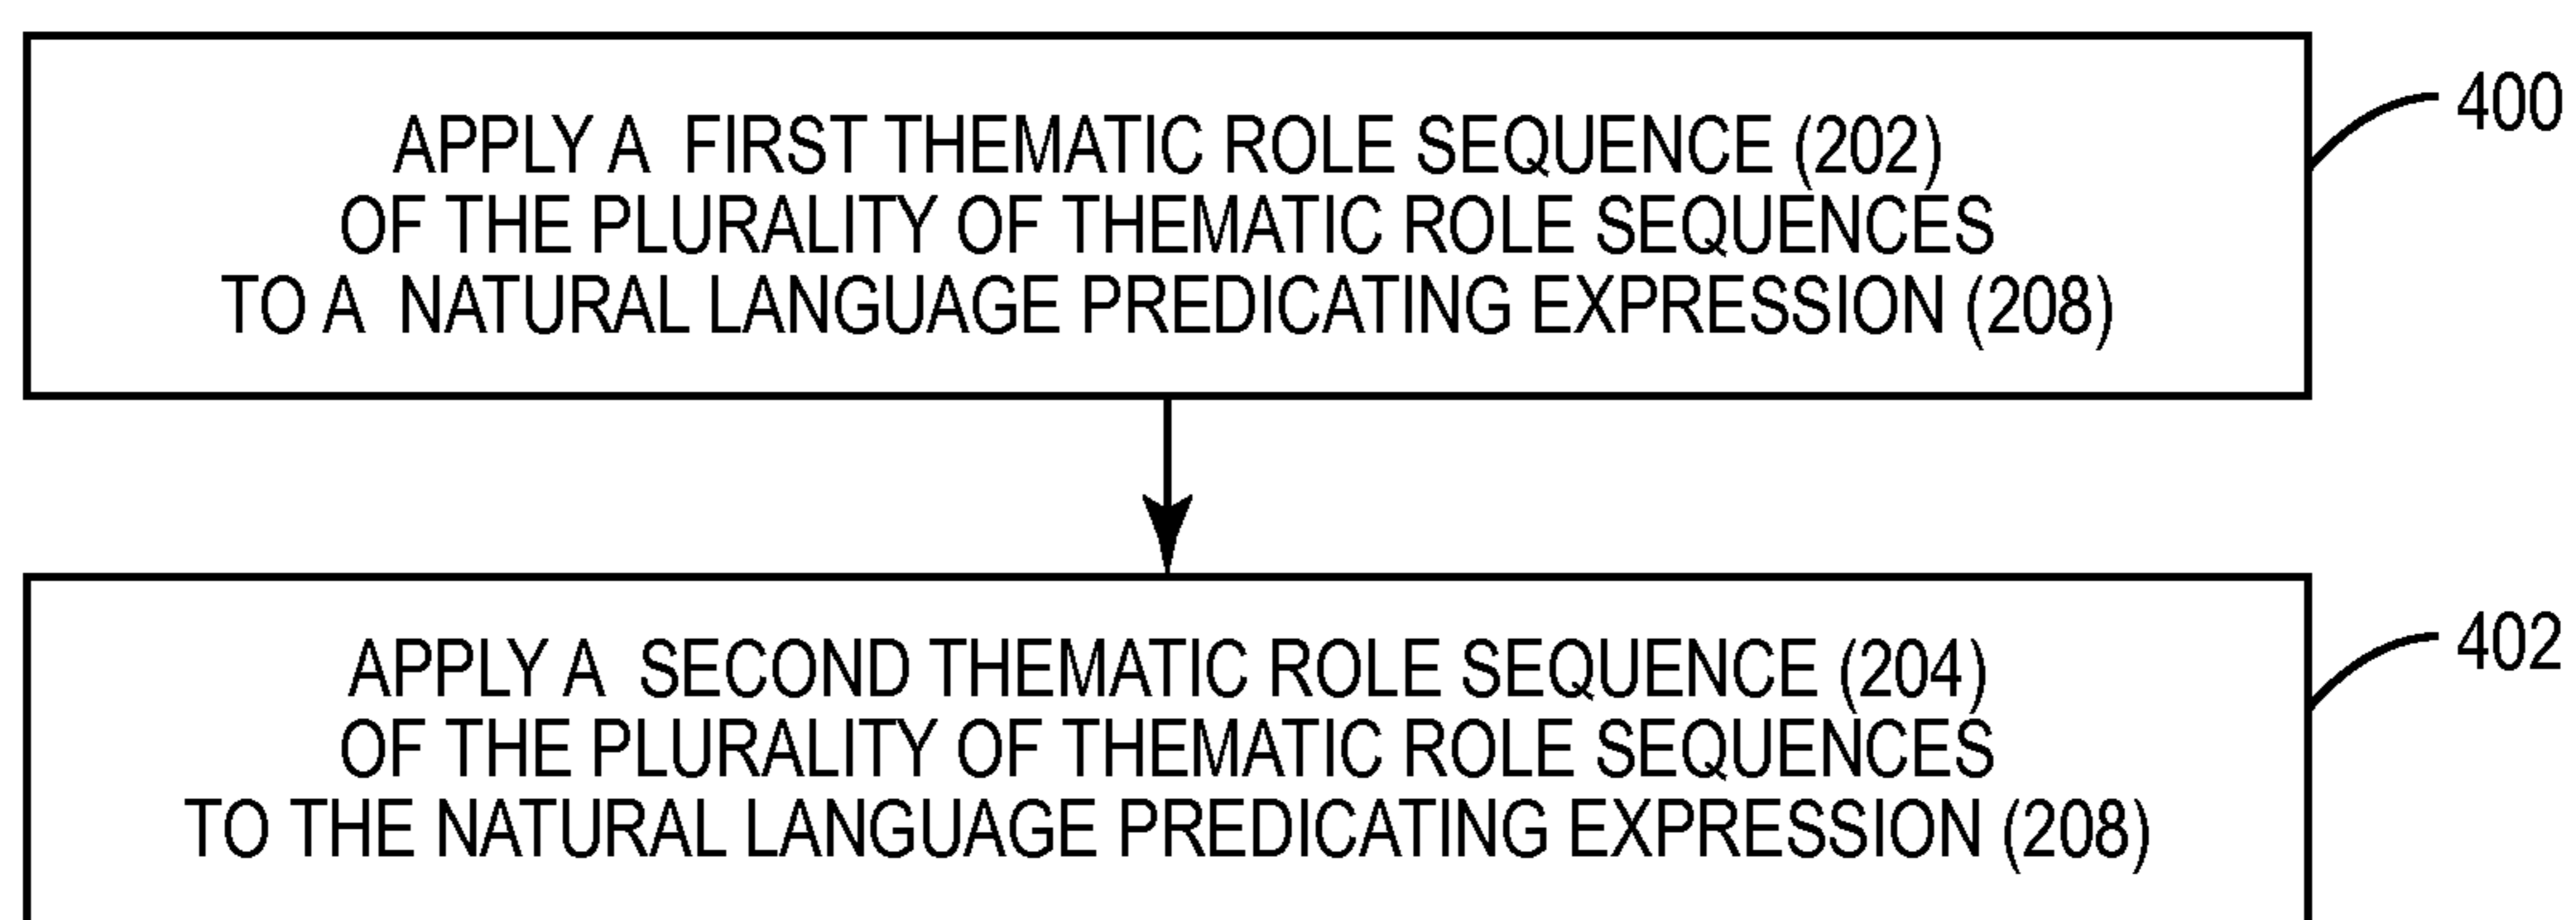 APPLY A FIRST THEMATIC ROLE SEQUENCE (202)
OF THE PLURALITY OF THEMATIC ROLE SEQUENCES
TO A NATURAL LANGUAGE PREDICATING EXPRESSION (208)
400
APPLY A SECOND THEMATIC ROLE SEQUENCE (204)
OF THE PLURALITY OF THEMATIC ROLE SEQUENCES
TO THE NATURAL LANGUAGE PREDICATING EXPRESSION (208)
402